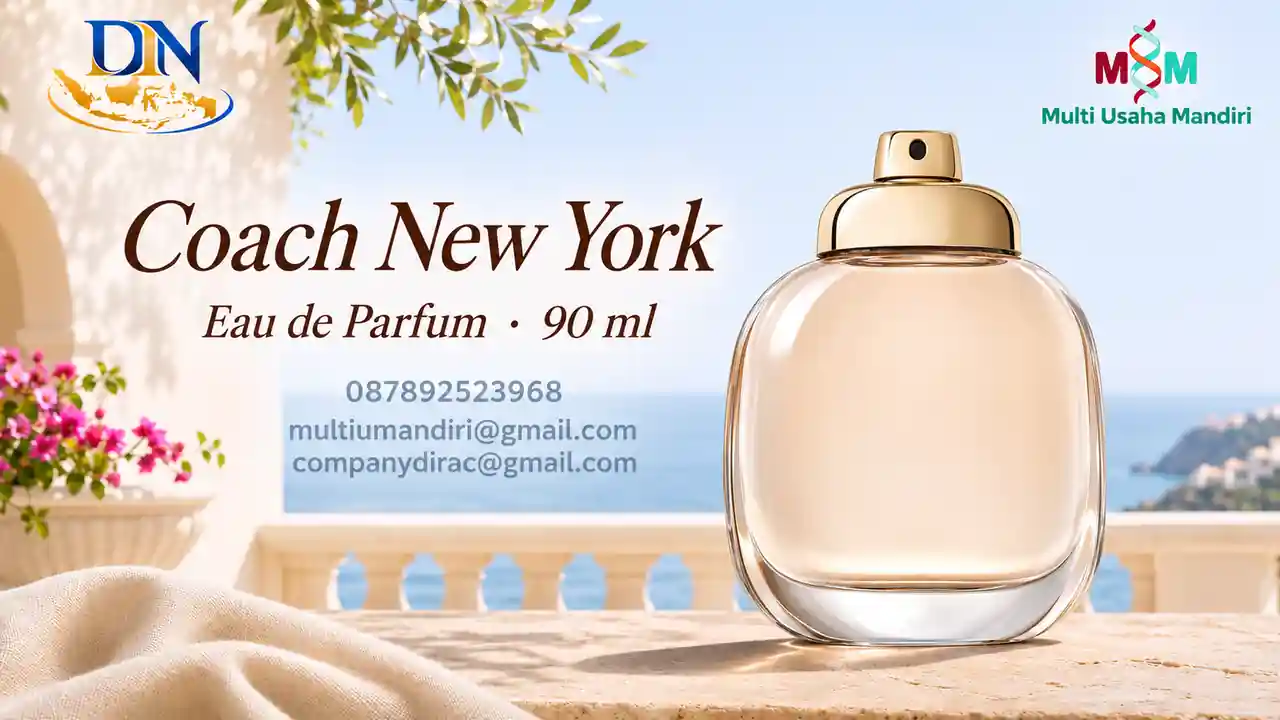 DN
M M
Multi Usaha Mandiri
Coach New York
Eau de Parfum · 90 ml
087892523968
multiumandiri@gmail.com
companydirac@gmail.com